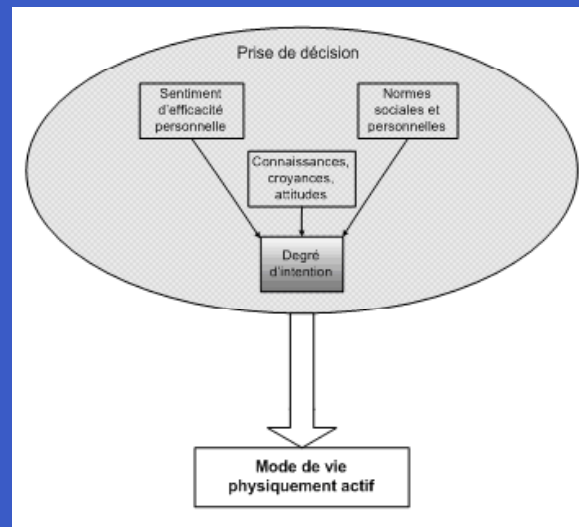 Prise de décision
Sentiment
d'efficacité
personnelle
Normes
sociales et
personnelles
Connaissances,
croyances,
attitudes
Degré
d'intention
Mode de vie
physiquement actif